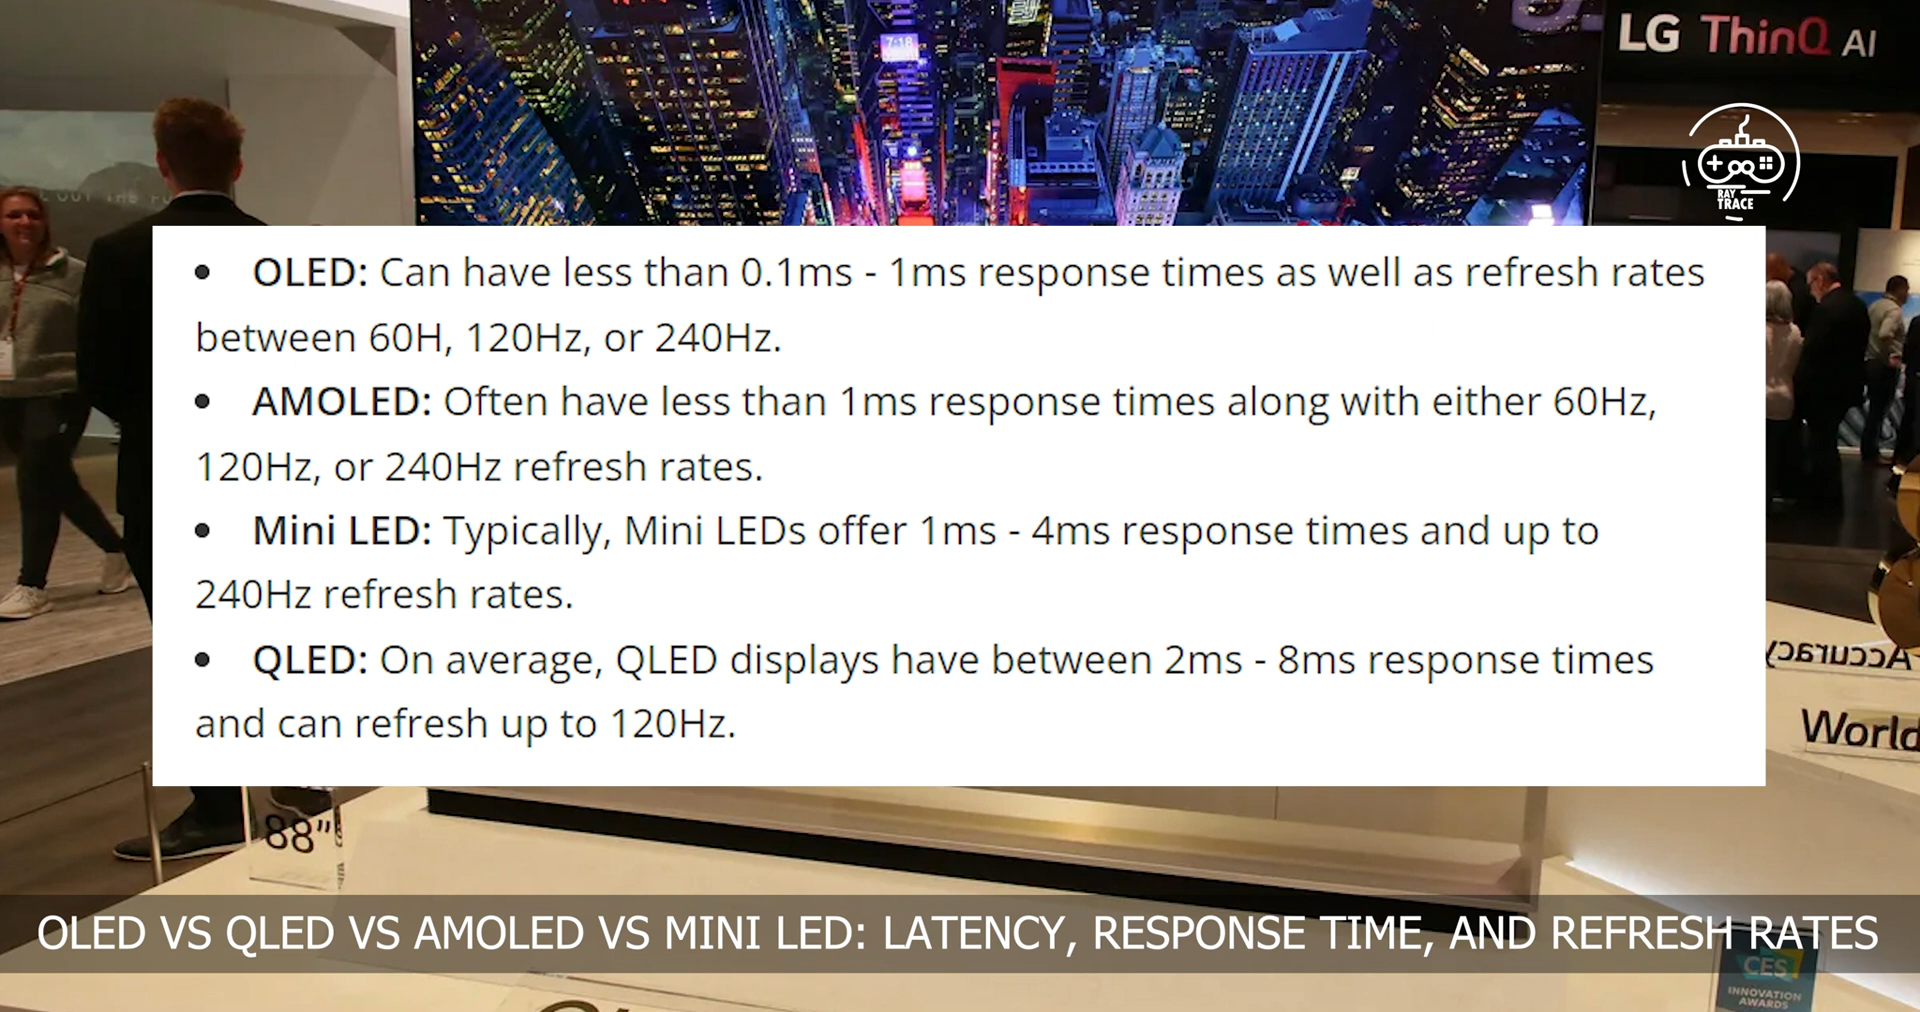 LG ThinQ AI
7:18
RAY
TRACE
• OLED: Can have less than 0.1ms - 1ms response times as well as refresh rates
between 60H, 120Hz, or 240Hz.
• AMOLED: Often have less than 1ms response times along with either 60Hz,
120Hz, or 240Hz refresh rates.
• Mini LED: Typically, Mini LEDs offer 1ms - 4ms response times and up to
240Hz refresh rates.
• QLED: On average, QLED displays have between 2ms - 8ms response times
and can refresh up to 120Hz.
Accuracy
World
88"
OLED VS QLED VS AMOLED VS MINI LED: LATENCY, RESPONSE TIME, AND REFRESH RATES
CES
INNOVATION
AWARDS